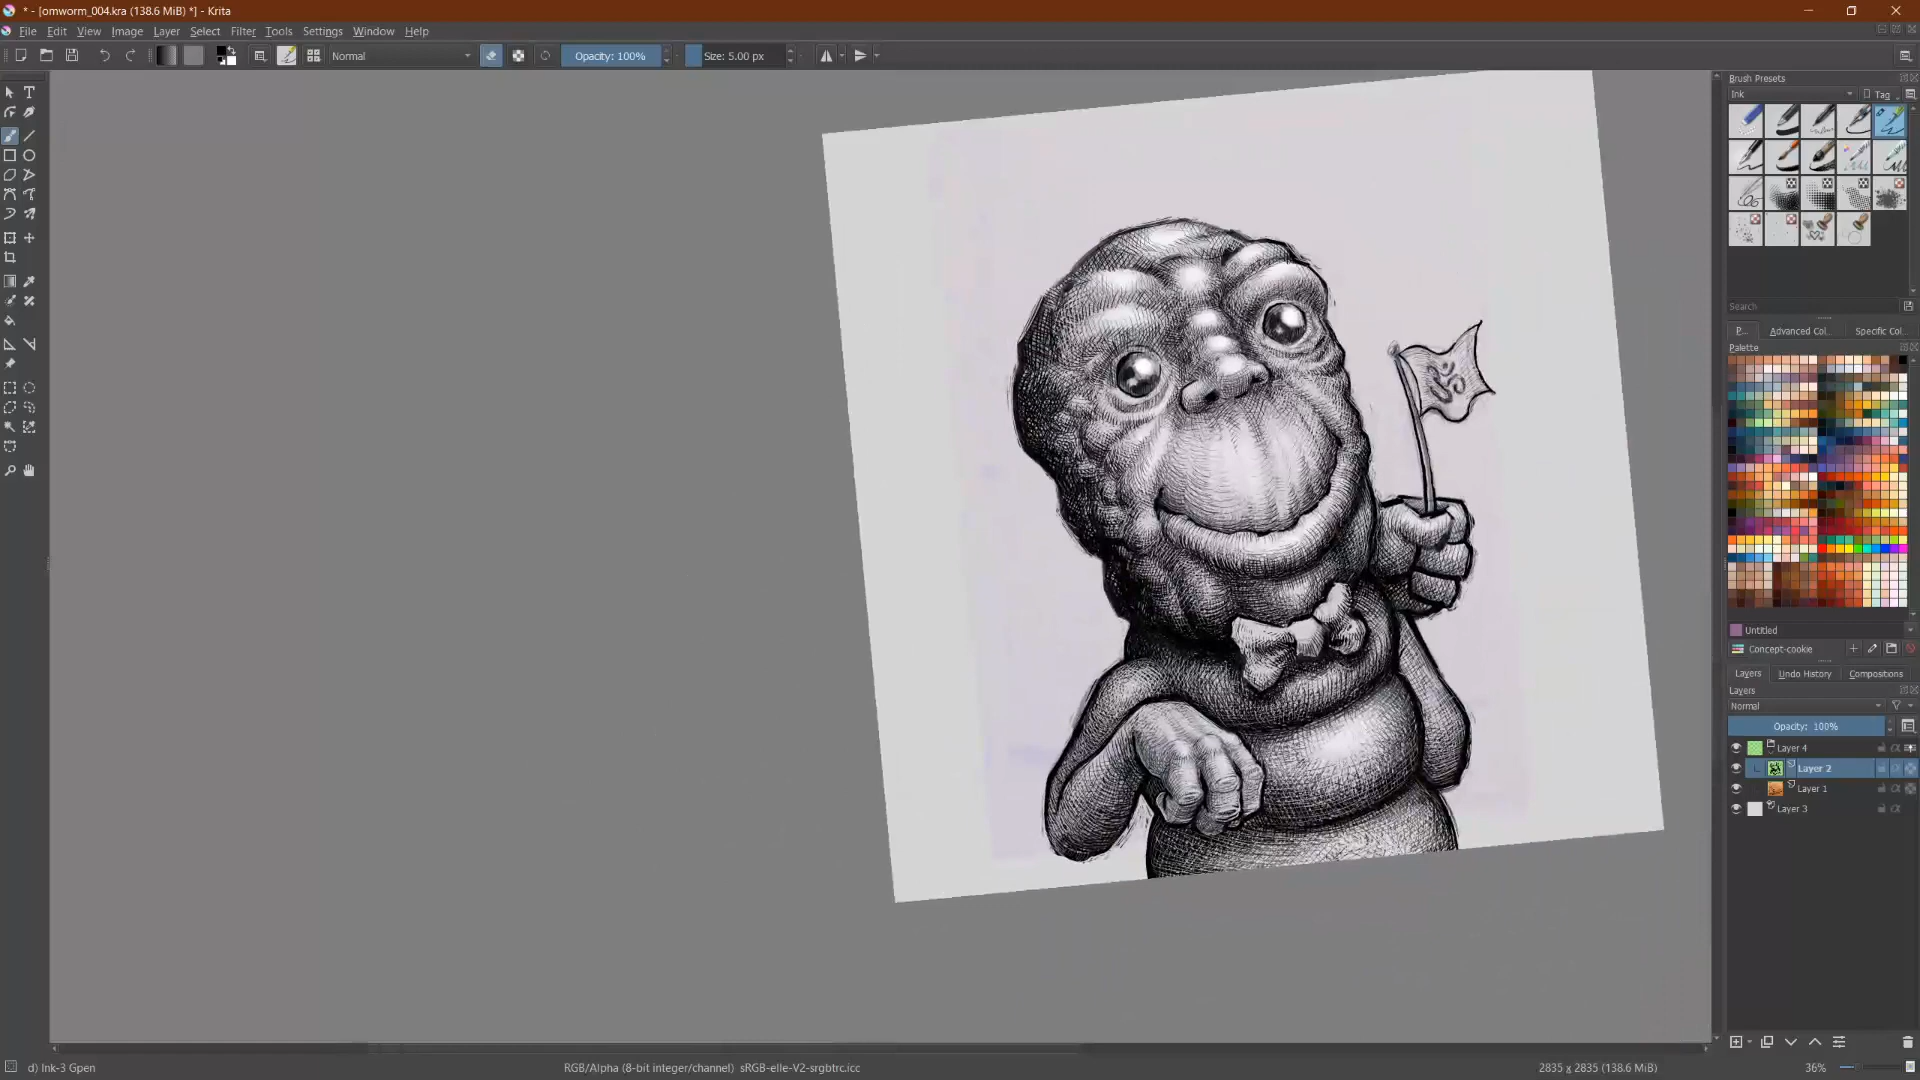 * - [omworm_004.kra (138.6 MiB) *] - Krita
File Edit View Image Layer Select Filter Tools Settings Window Help
Normal
Opacity: 100%
Size: 5.00 px
Brush Presets
Ink
Tag
Search
P...
Advanced Col...
Specific Col...
Palette
ॐ
Untitled
Concept-cookie
Layers
Undo History
Compositions
Layers
Normal
Opacity: 100%
Layer 4
Layer 2
Layer 1
Layer 3
d) Ink-3 Gpen
RGB/Alpha (8-bit integer/channel) sRGB-elle-V2-srgbtrc.icc
2835 x 2835 (138.6 MiB)
36%